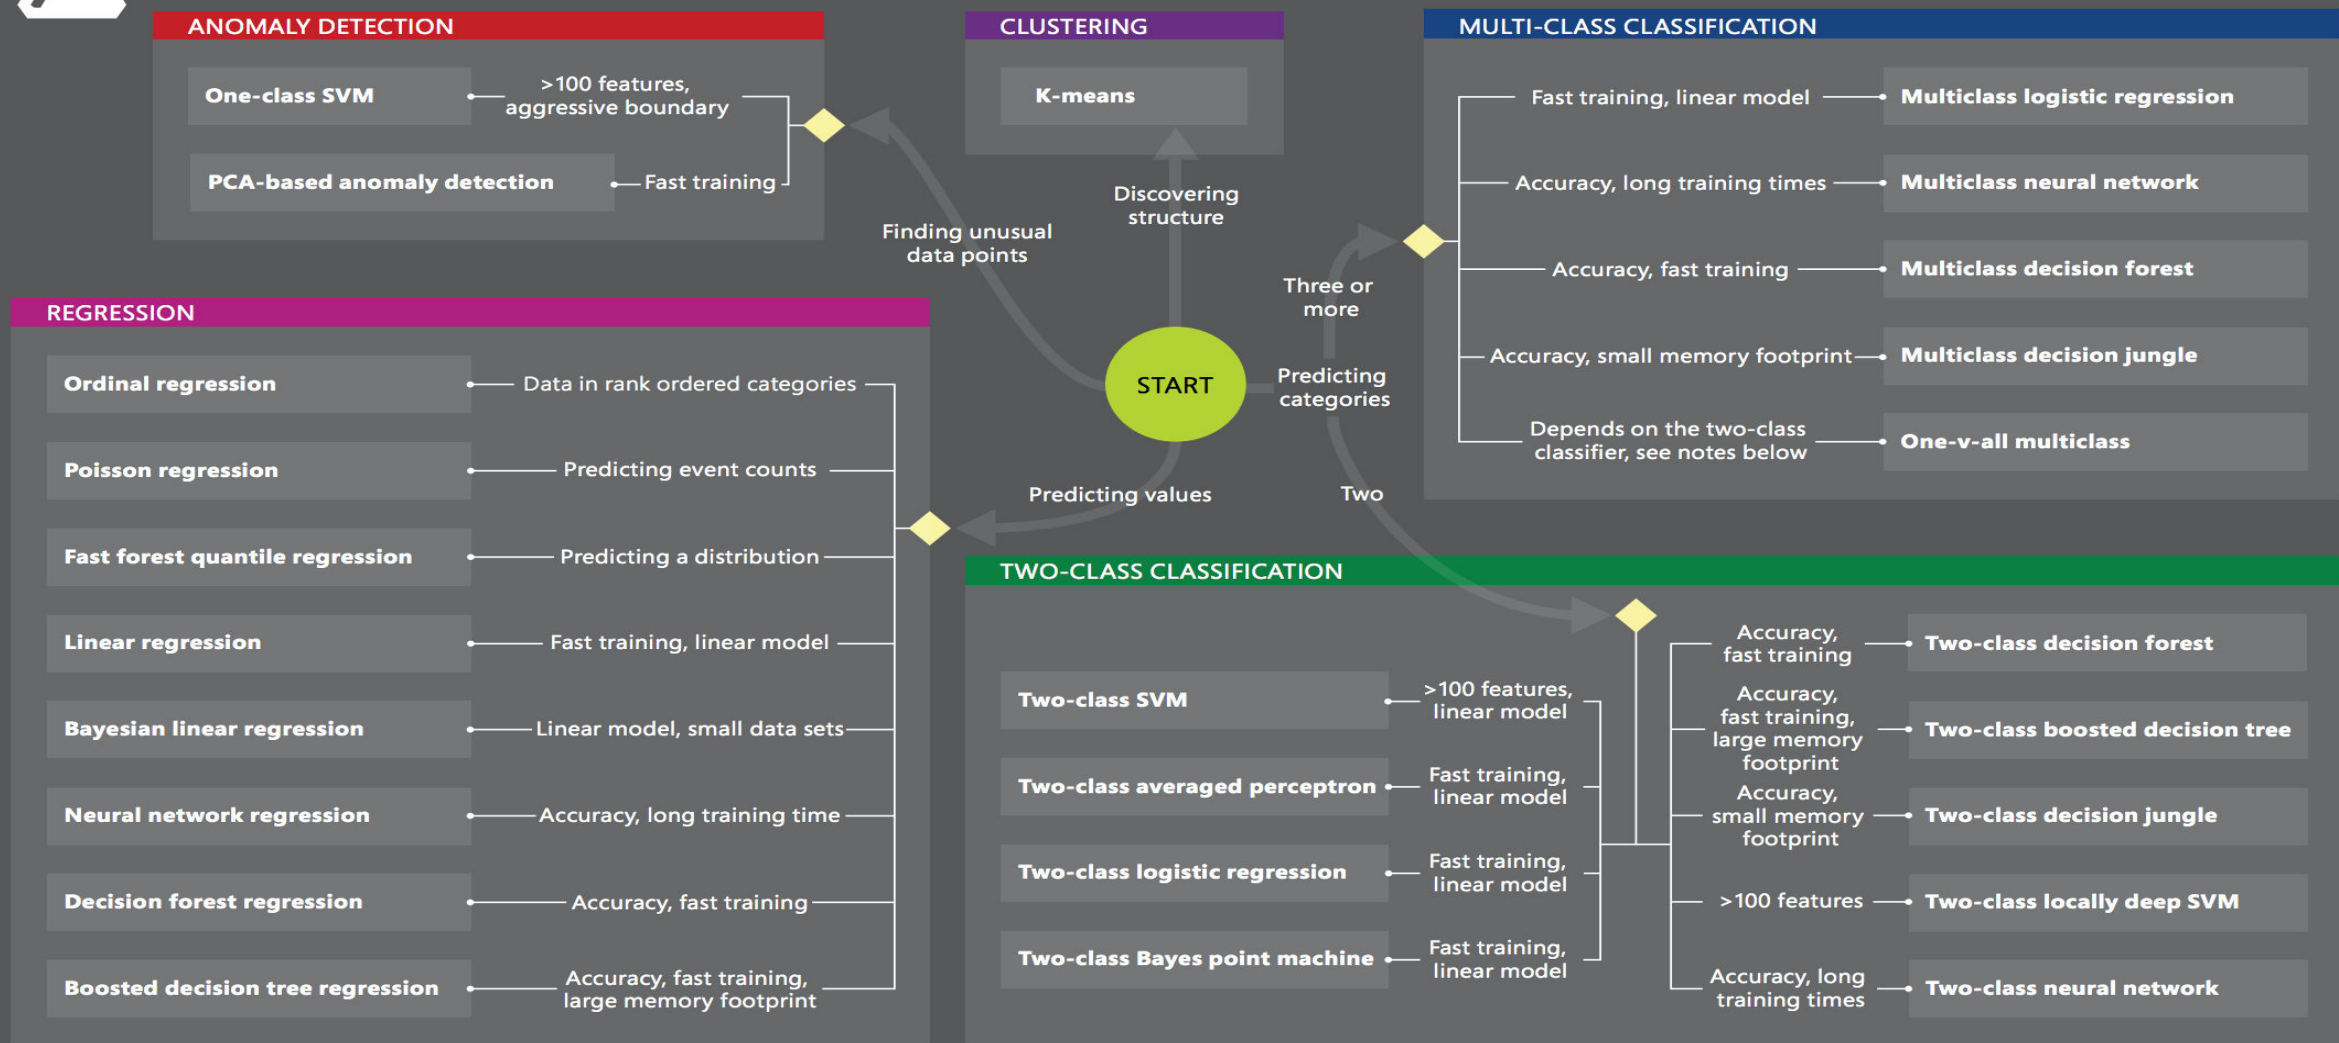 ANOMALY DETECTION
One-class SVM
>100 features,
aggressive boundary
PCA-based anomaly detection
Fast training
CLUSTERING
K-means
MULTI-CLASS CLASSIFICATION
Fast training, linear model
Multiclass logistic regression
Accuracy, long training times
Multiclass neural network
Accuracy, fast training
Multiclass decision forest
Accuracy, small memory footprint
Multiclass decision jungle
Depends on the two-class
classifier, see notes below
One-v-all multiclass
Finding unusual
data points
Discovering
structure
Three or
more
START
Predicting
categories
Predicting values
Two
REGRESSION
Ordinal regression
Data in rank ordered categories
Poisson regression
Predicting event counts
Fast forest quantile regression
Predicting a distribution
Linear regression
Fast training, linear model
Bayesian linear regression
Linear model, small data sets
Neural network regression
Accuracy, long training time
Decision forest regression
Accuracy, fast training
Boosted decision tree regression
Accuracy, fast training,
large memory footprint
TWO-CLASS CLASSIFICATION
Two-class SVM
>100 features,
linear model
Two-class averaged perceptron
Fast training,
linear model
Two-class logistic regression
Fast training,
linear model
Two-class Bayes point machine
Fast training,
linear model
Accuracy,
fast training
Two-class decision forest
Accuracy,
fast training,
large memory
footprint
Two-class boosted decision tree
Accuracy,
small memory
footprint
Two-class decision jungle
>100 features
Two-class locally deep SVM
Accuracy, long
training times
Two-class neural network